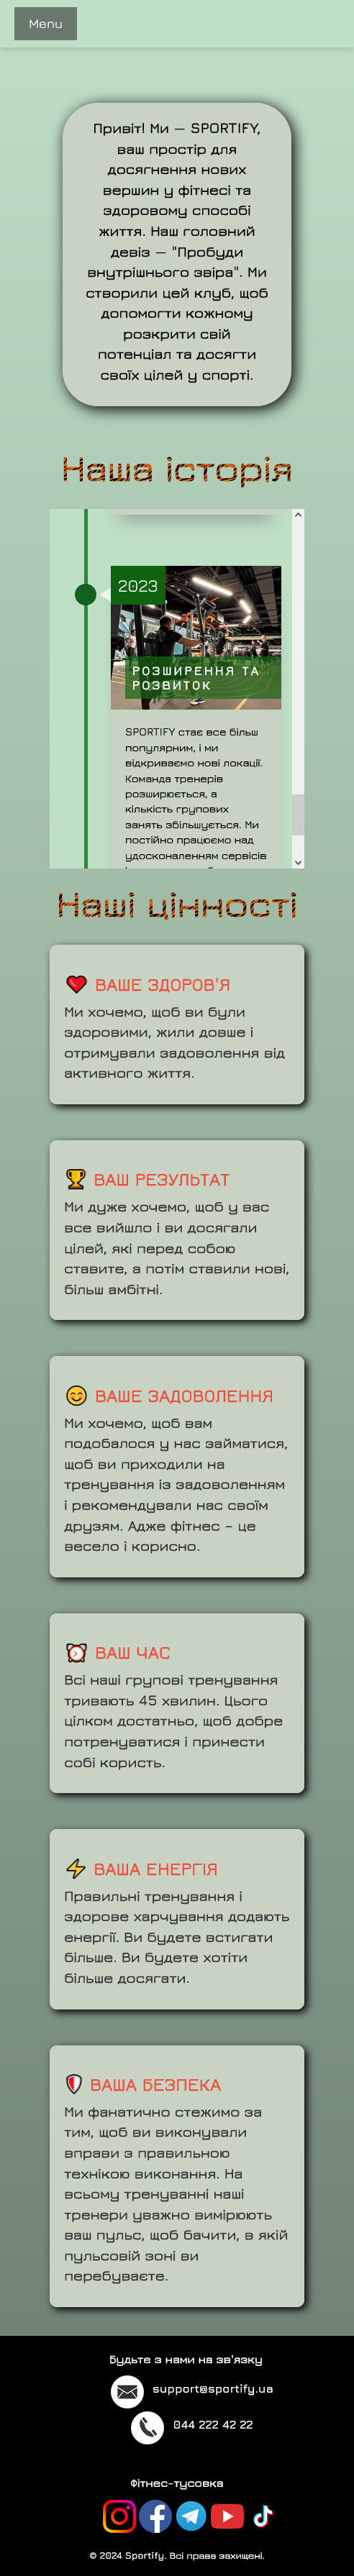 Menu
Привіт! Ми — SPORTIFY,
ваш простір для
досягнення нових
вершин у фітнесі та
здоровому способі
життя. Наш головний
девіз — "Пробуди
внутрішнього звіра". Ми
створили цей клуб, щоб
допомогти кожному
розкрити свій
потенціал та досягти
своїх цілей у спорті.
Наша історія
2023
РОЗШИРЕННЯ ТА
РОЗВИТОК
SPORTIFY стає все більш
популярним, і ми
відкриваємо нові локації.
Команда тренерів
розширюється, а
кількість групових
занять збільшується. Ми
постійно працюємо над
удосконаленням сервісів
Наші цінності
ВАШЕ ЗДОРОВ'Я
Ми хочемо, щоб ви були
здоровими, жили довше і
отримували задоволення від
активного життя.
ВАШ РЕЗУЛЬТАТ
Ми дуже хочемо, щоб у вас
все вийшло і ви досягали
цілей, які перед собою
ставите, а потім ставили нові,
більш амбітні.
ВАШЕ ЗАДОВОЛЕННЯ
Ми хочемо, щоб вам
подобалося у нас займатися,
щоб ви приходили на
тренування із задоволенням
і рекомендували нас своїм
друзям. Адже фітнес – це
весело і корисно.
ВАШ ЧАС
Всі наші групові тренування
тривають 45 хвилин. Цього
цілком достатньо, щоб добре
потренуватися і принести
собі користь.
ВАША ЕНЕРГІЯ
Правильні тренування і
здорове харчування додають
енергії. Ви будете встигати
більше. Ви будете хотіти
більше досягати.
ВАША БЕЗПЕКА
Ми фанатично стежимо за
тим, щоб ви виконували
вправи з правильною
технікою виконання. На
всьому тренуванні наші
тренери уважно вимірюють
ваш пульс, щоб бачити, в якій
пульсовій зоні ви
перебуваєте.
Будьте з нами на зв'язку
support@sportify.ua
044 222 42 22
Фітнес-тусовка
© 2024 Sportify. Всі права захищені.